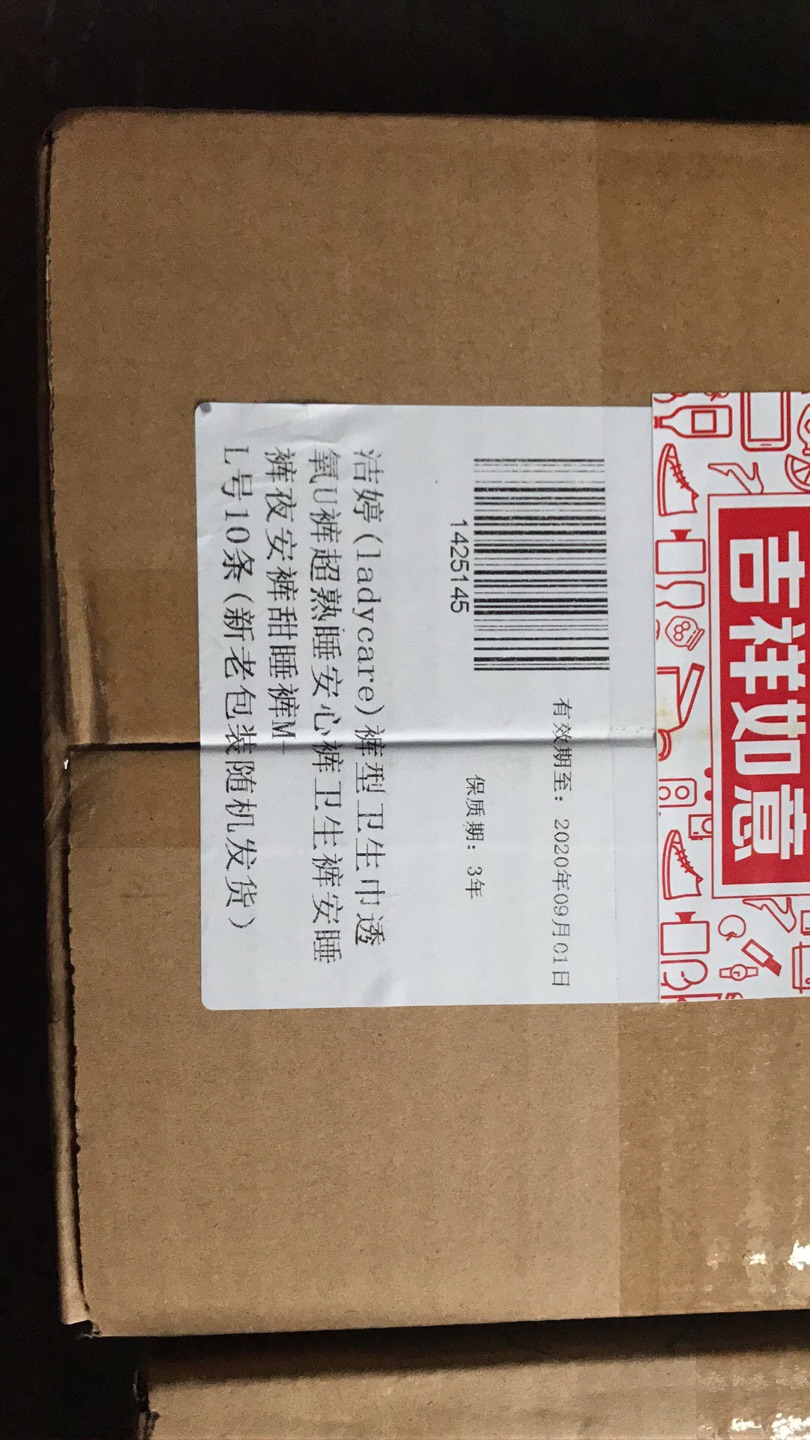 吉祥如意
有效期至: 2020年09月01日
保质期: 3年
1425145
洁婷(ladycare)裤型卫生巾透
氧U裤超熟睡安心裤卫生裤安睡
裤夜安裤甜睡裤M-
L号10条(新老包装随机发货)